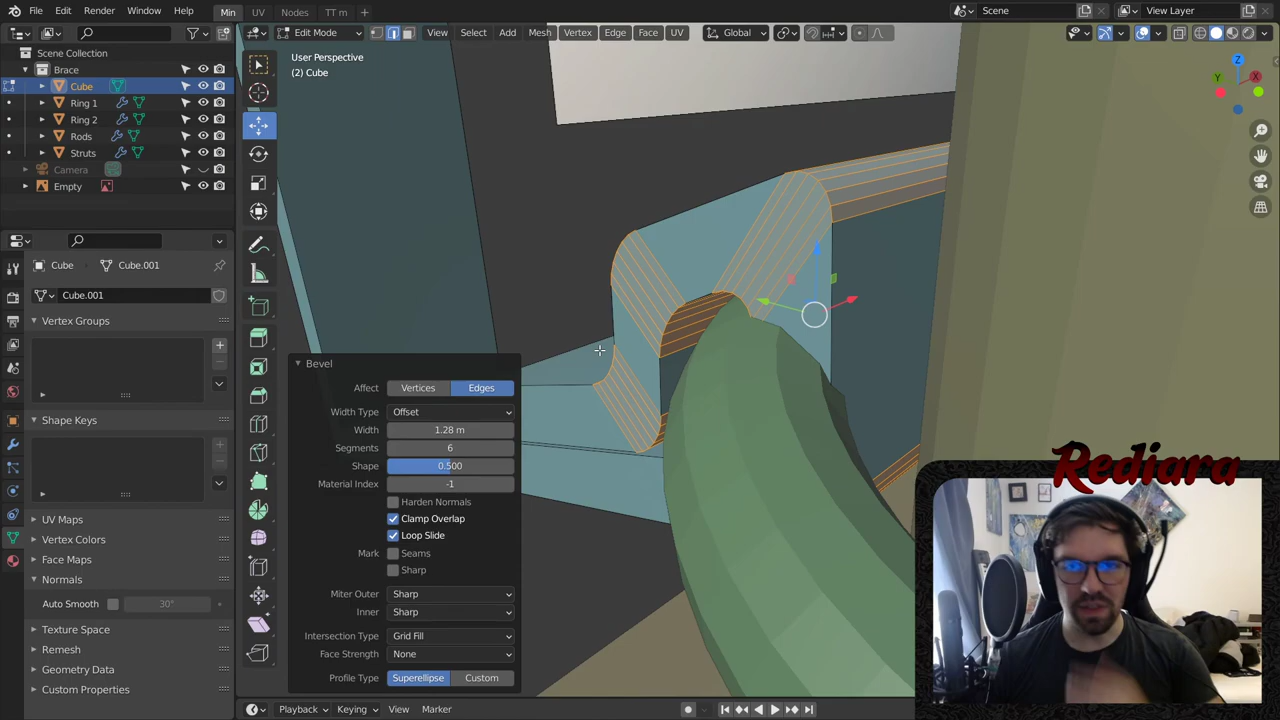 File Edit Render Window Help Min UV Nodes TT m + Scene View Layer
Edit Mode View Select Add Mesh Vertex Edge Face UV Global
Scene Collection
Brace
Cube
Ring 1
Ring 2
Rods
Struts
Camera
Empty
User Perspective
(2) Cube
Z
Y
X
Cube Cube.001
Cube.001
Vertex Groups
Shape Keys
UV Maps
Vertex Colors
Face Maps
Normals
Auto Smooth 30°
Texture Space
Remesh
Geometry Data
Custom Properties
Bevel
Affect Vertices Edges
Width Type Offset
Width 1.28 m
Segments 6
Shape 0.500
Material Index -1
Harden Normals
Clamp Overlap
Loop Slide
Mark Seams
Sharp
Miter Outer Sharp
Inner Sharp
Intersection Type Grid Fill
Face Strength None
Profile Type Superellipse Custom
Rediara
Playback Keying View Marker